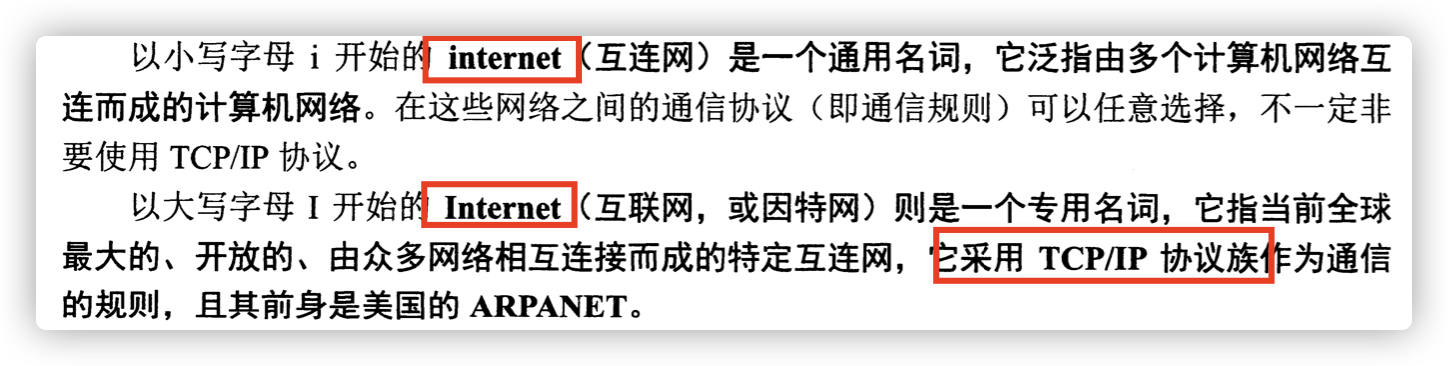 以小写字母 i 开始的 internet（互连网）是一个通用名词，它泛指由多个计算机网络互
连而成的计算机网络。在这些网络之间的通信协议（即通信规则）可以任意选择，不一定非
要使用 TCP/IP 协议。
以大写字母 I 开始的 Internet（互联网，或因特网）则是一个专用名词，它指当前全球
最大的、开放的、由众多网络相互连接而成的特定互连网，它采用 TCP/IP 协议族作为通信
的规则，且其前身是美国的 ARPANET。